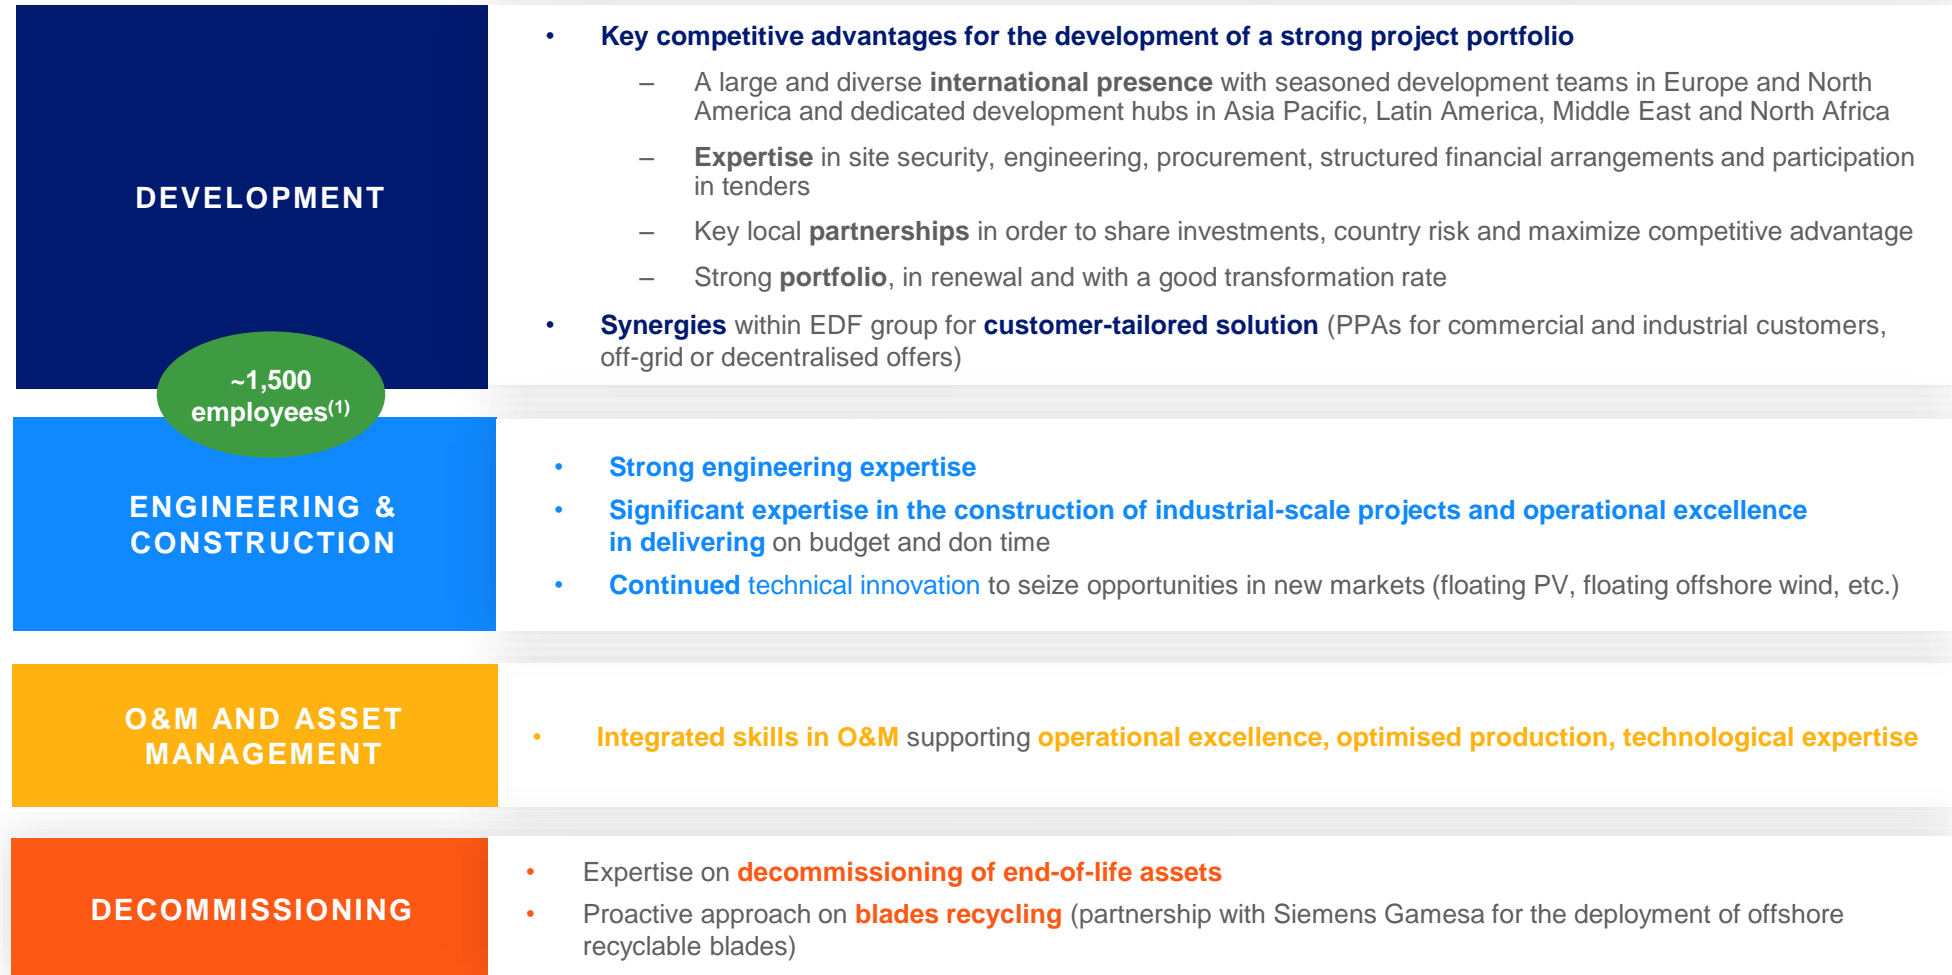 DEVELOPMENT
• Key competitive advantages for the development of a strong project portfolio
– A large and diverse international presence with seasoned development teams in Europe and North
America and dedicated development hubs in Asia Pacific, Latin America, Middle East and North Africa
– Expertise in site security, engineering, procurement, structured financial arrangements and participation
in tenders
– Key local partnerships in order to share investments, country risk and maximize competitive advantage
– Strong portfolio, in renewal and with a good transformation rate
• Synergies within EDF group for customer-tailored solution (PPAs for commercial and industrial customers,
off-grid or decentralised offers)
~1,500
employees(1)
ENGINEERING &
CONSTRUCTION
• Strong engineering expertise
• Significant expertise in the construction of industrial-scale projects and operational excellence
in delivering on budget and don time
• Continued technical innovation to seize opportunities in new markets (floating PV, floating offshore wind, etc.)
O&M AND ASSET
MANAGEMENT
• Integrated skills in O&M supporting operational excellence, optimised production, technological expertise
DECOMMISSIONING
• Expertise on decommissioning of end-of-life assets
• Proactive approach on blades recycling (partnership with Siemens Gamesa for the deployment of offshore
recyclable blades)